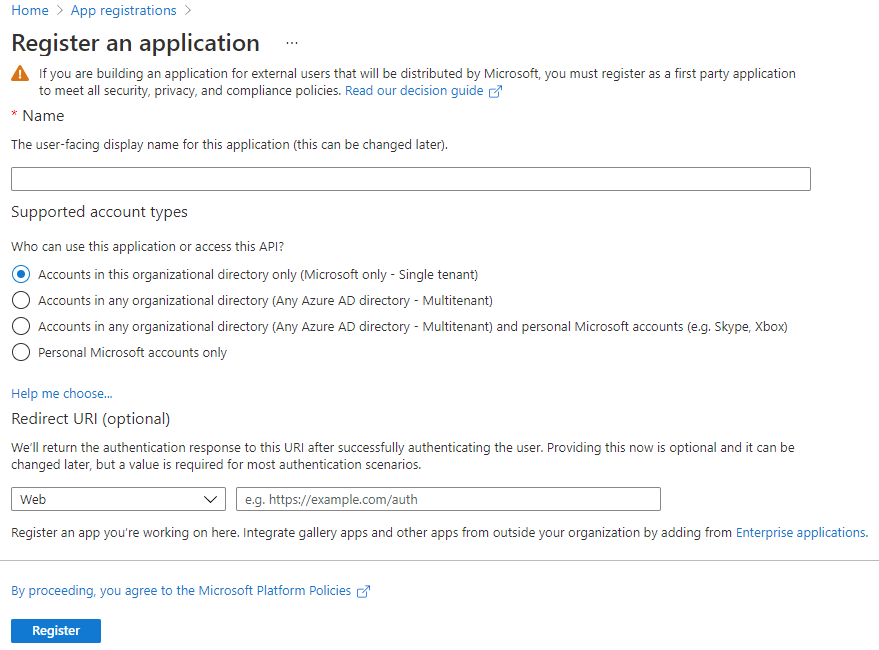 Home > App registrations >
Register an application ...
If you are building an application for external users that will be distributed by Microsoft, you must register as a first party application
to meet all security, privacy, and compliance policies. Read our decision guide
* Name
The user-facing display name for this application (this can be changed later).
Supported account types
Who can use this application or access this API?
Accounts in this organizational directory only (Microsoft only - Single tenant)
Accounts in any organizational directory (Any Azure AD directory - Multitenant)
Accounts in any organizational directory (Any Azure AD directory - Multitenant) and personal Microsoft accounts (e.g. Skype, Xbox)
Personal Microsoft accounts only
Help me choose...
Redirect URI (optional)
We'll return the authentication response to this URI after successfully authenticating the user. Providing this now is optional and it can be
changed later, but a value is required for most authentication scenarios.
Web e.g. https://example.com/auth
Register an app you're working on here. Integrate gallery apps and other apps from outside your organization by adding from Enterprise applications.
By proceeding, you agree to the Microsoft Platform Policies
Register